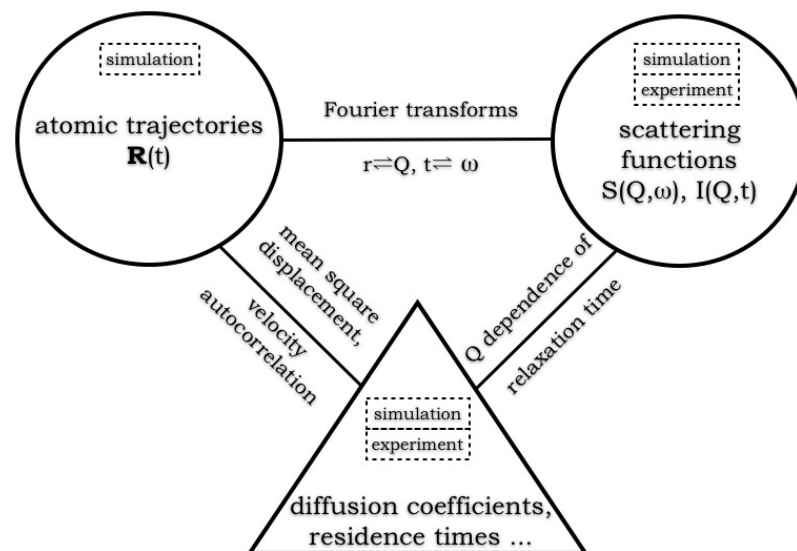 simulation
atomic trajectories
R(t)
Fourier transforms
r⇌Q, t⇌ ω
simulation
experiment
scattering
functions
S(Q,ω), I(Q,t)
mean square
displacement,
velocity
autocorrelation
Q dependence of
relaxation time
simulation
experiment
diffusion coefficients,
residence times ...